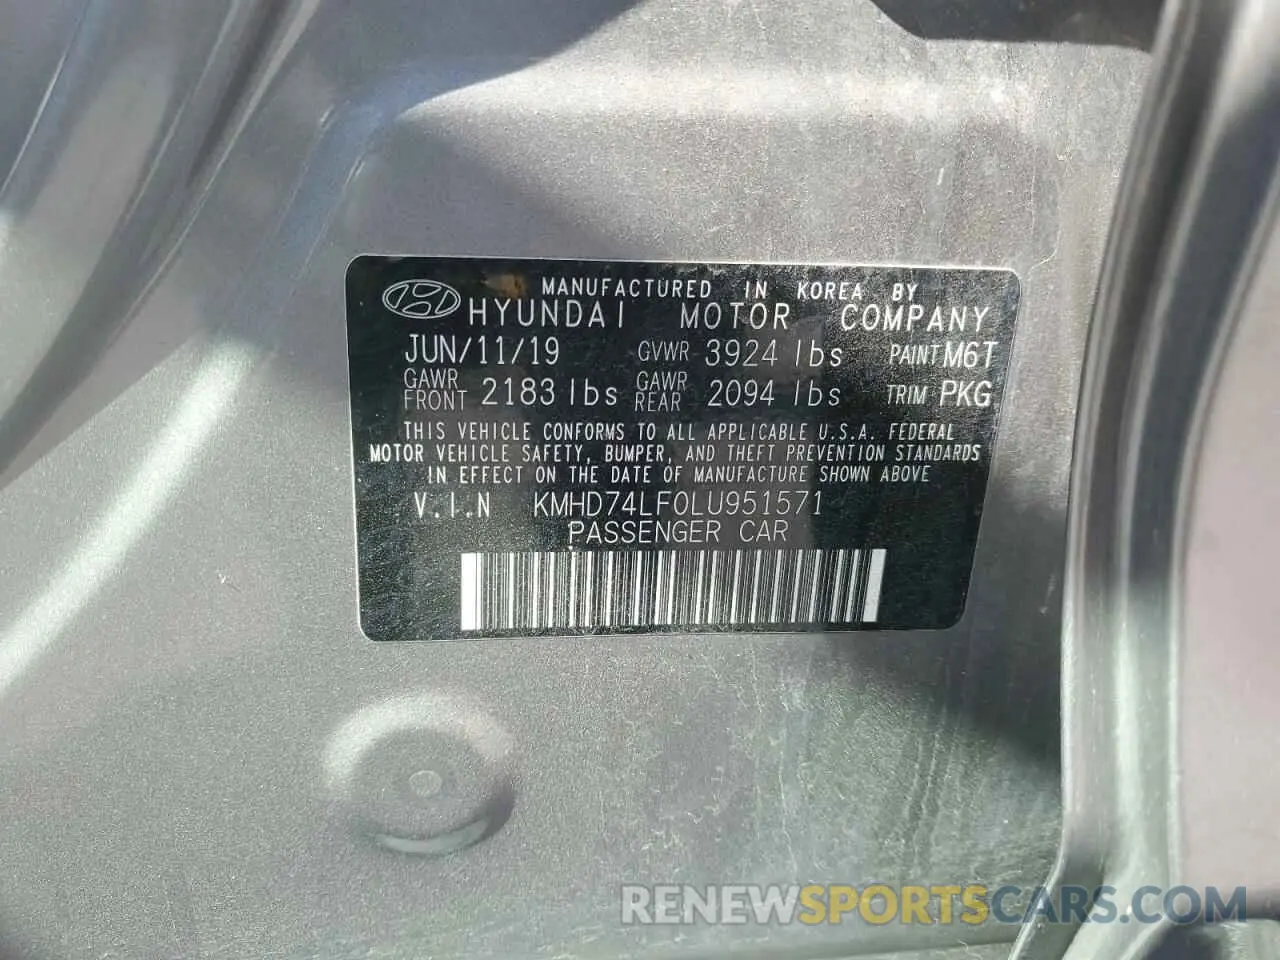 MANUFACTURED IN KOREA BY
HYUNDAI MOTOR COMPANY
JUN/11/19 GVWR 3924 lbs PAINT M6T
GAWR FRONT 2183 lbs GAWR REAR 2094 lbs TRIM PKG
THIS VEHICLE CONFORMS TO ALL APPLICABLE U.S.A. FEDERAL
MOTOR VEHICLE SAFETY, BUMPER, AND THEFT PREVENTION STANDARDS
IN EFFECT ON THE DATE OF MANUFACTURE SHOWN ABOVE
V.I.N KMHD74LF0LU951571
PASSENGER CAR
RENEWSPORTSCARS.COM